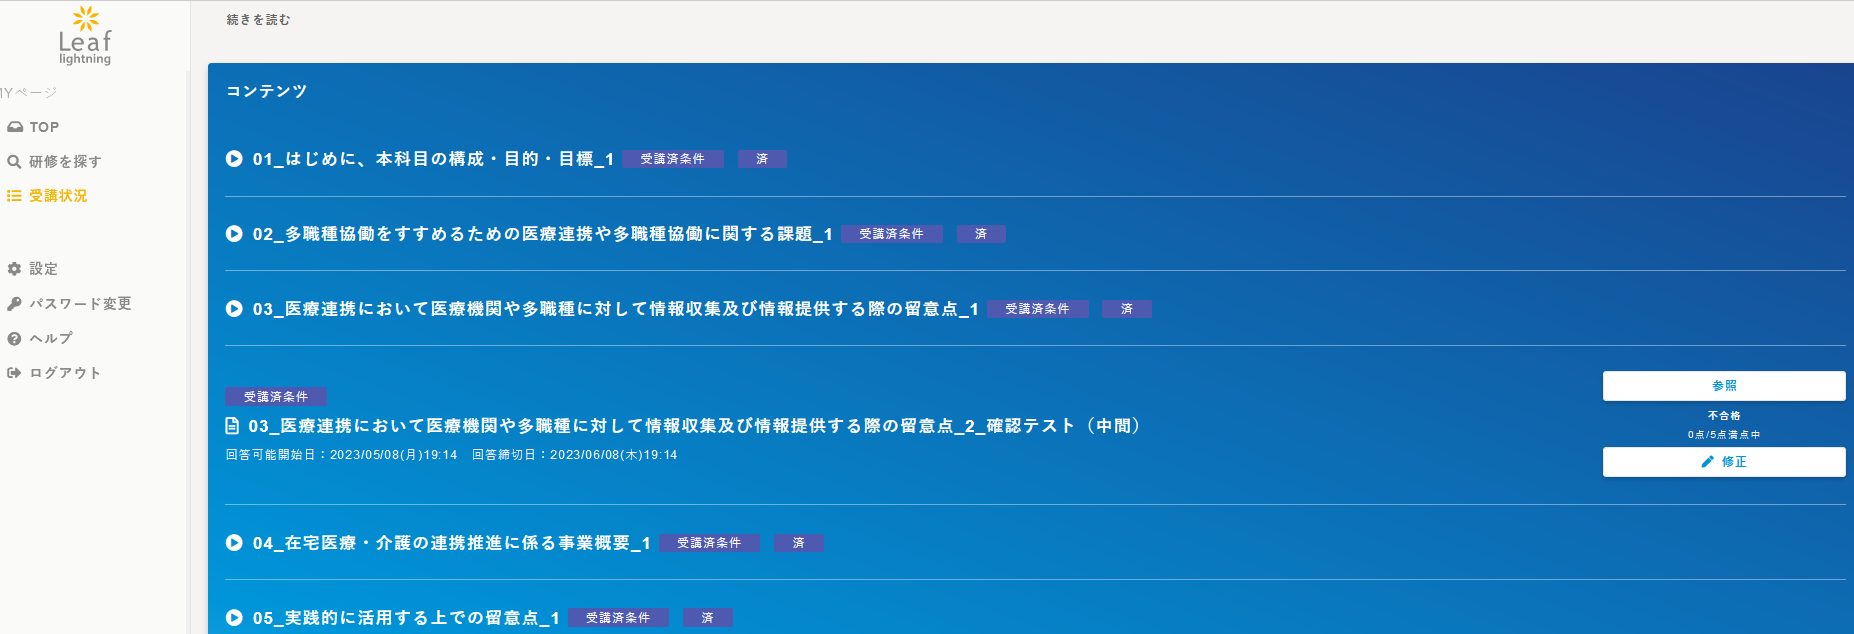 Leaf
lightning
MYページ
TOP
研修を探す
受講状況
設定
パスワード変更
ヘルプ
ログアウト
続きを読む
コンテンツ
01_はじめに、本科目の構成・目的・目標_1 受講済条件 済
02_多職種協働をすすめるための医療連携や多職種協働に関する課題_1 受講済条件 済
03_医療連携において医療機関や多職種に対して情報収集及び情報提供する際の留意点_1 受講済条件 済
受講済条件
03_医療連携において医療機関や多職種に対して情報収集及び情報提供する際の留意点_2_確認テスト（中間）
回答可能開始日：2023/05/08(月)19:14 回答締切日：2023/06/08(木)19:14
参照
不合格
0点/5点満点中
修正
04_在宅医療・介護の連携推進に係る事業概要_1 受講済条件 済
05_実践的に活用する上での留意点_1 受講済条件 済